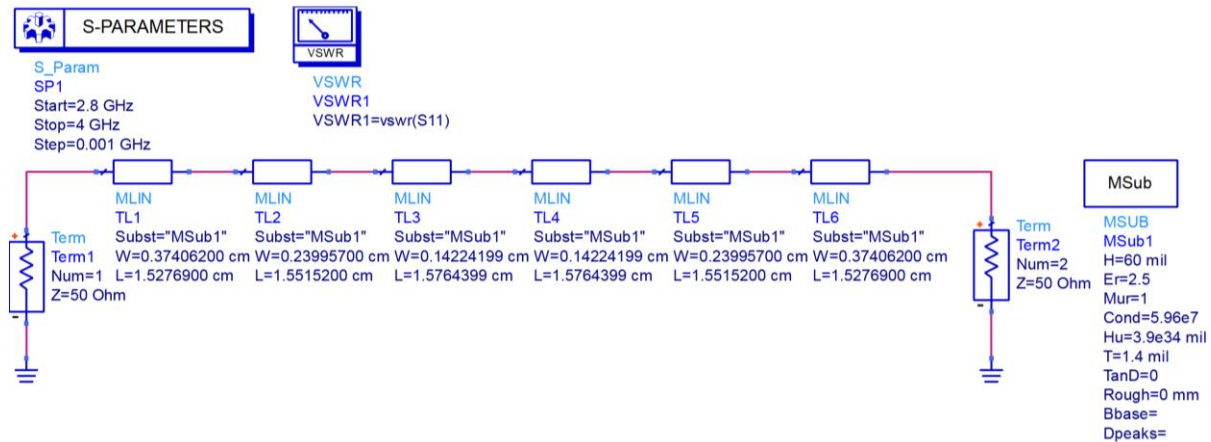 S-PARAMETERS
S_Param
SP1
Start=2.8 GHz
Stop=4 GHz
Step=0.001 GHz
VSWR
VSWR
VSWR1
VSWR1=vswr(S11)
Term
Term1
Num=1
Z=50 Ohm
MLIN
TL1
Subst="MSub1"
W=0.37406200 cm
L=1.5276900 cm
MLIN
TL2
Subst="MSub1"
W=0.23995700 cm
L=1.5515200 cm
MLIN
TL3
Subst="MSub1"
W=0.14224199 cm
L=1.5764399 cm
MLIN
TL4
Subst="MSub1"
W=0.14224199 cm
L=1.5764399 cm
MLIN
TL5
Subst="MSub1"
W=0.23995700 cm
L=1.5515200 cm
MLIN
TL6
Subst="MSub1"
W=0.37406200 cm
L=1.5276900 cm
Term
Term2
Num=2
Z=50 Ohm
MSub
MSUB
MSub1
H=60 mil
Er=2.5
Mur=1
Cond=5.96e7
Hu=3.9e34 mil
T=1.4 mil
TanD=0
Rough=0 mm
Bbase=
Dpeaks=